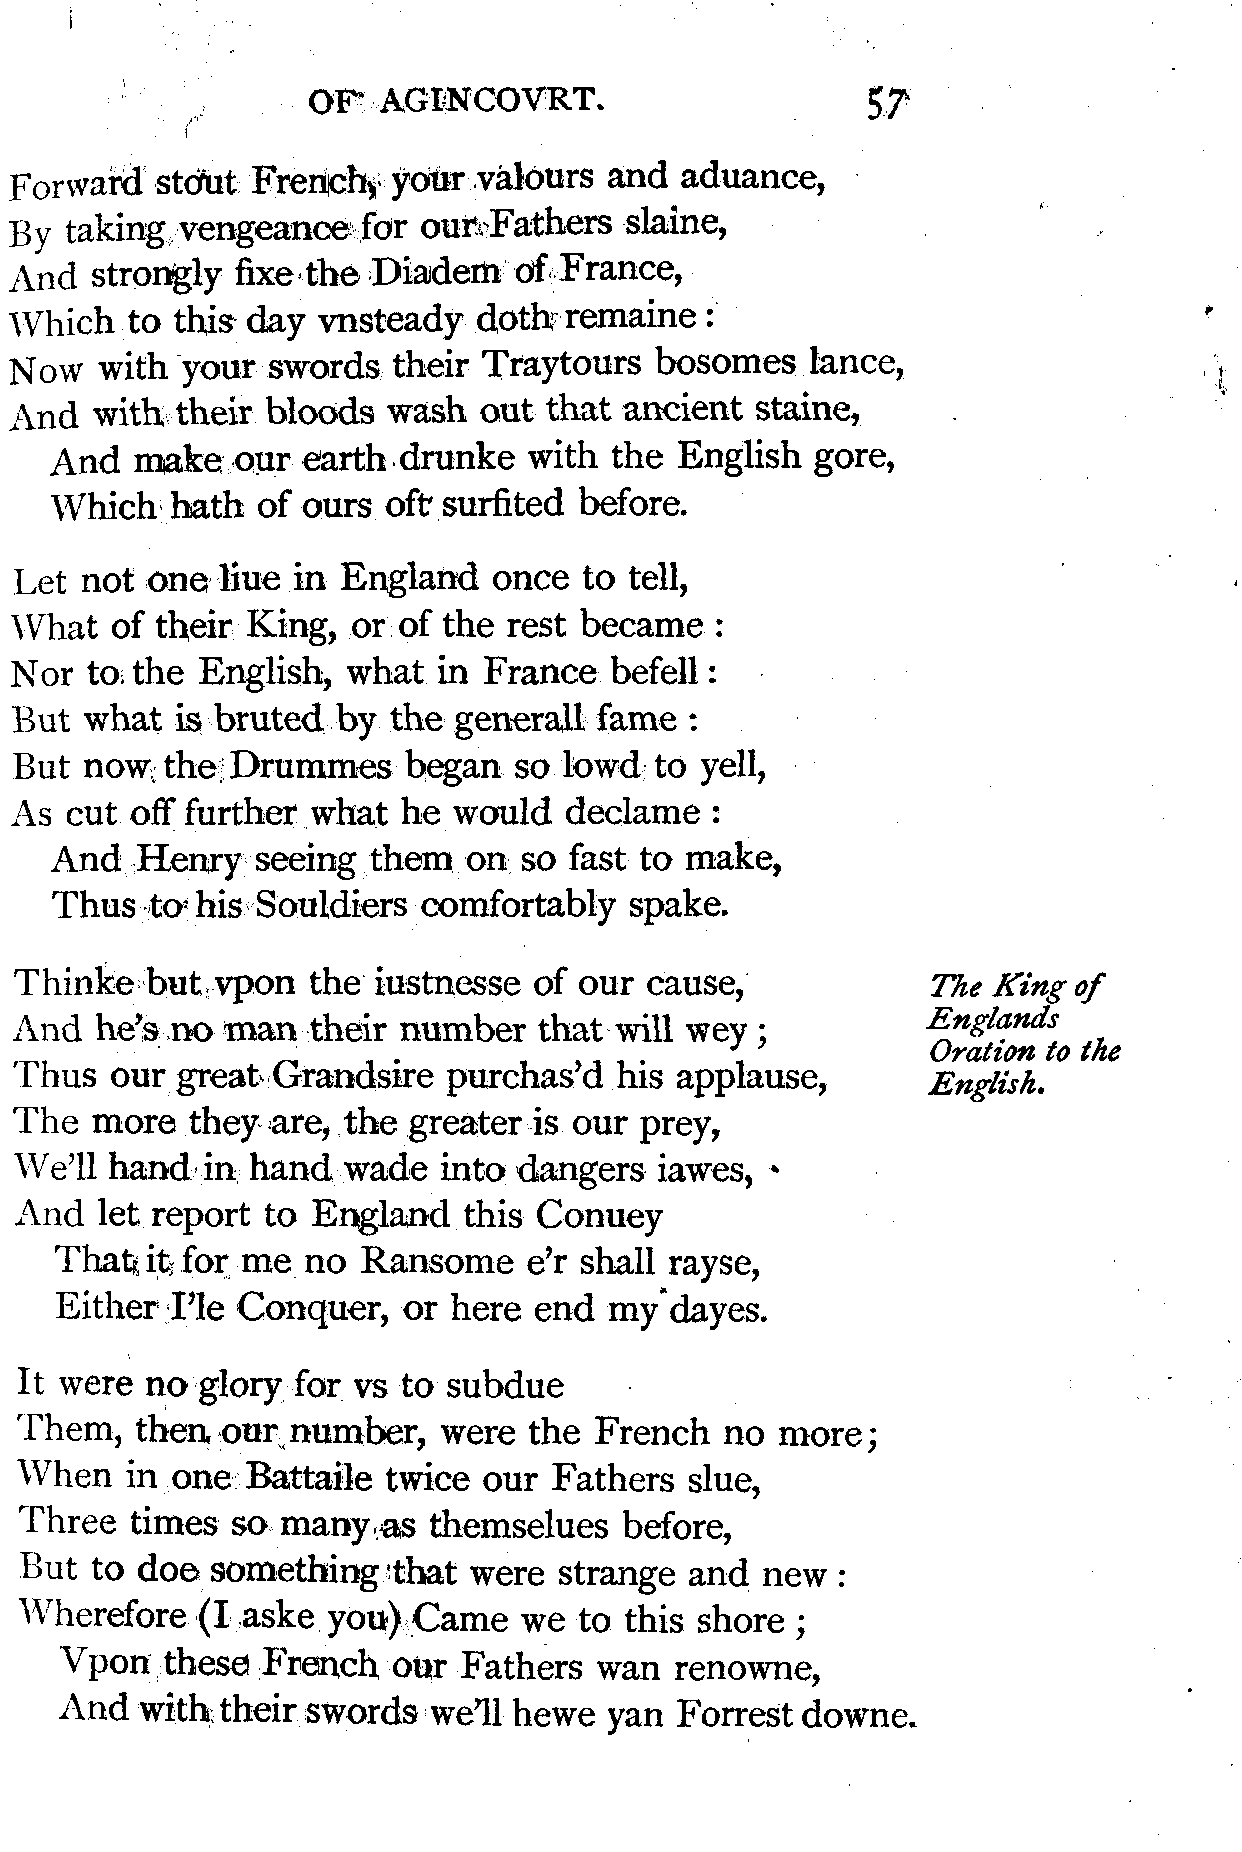 OF AGINCOVRT. 57
Forward stout French, your valours and aduance,
By taking vengeance for our Fathers slaine,
And strongly fixe the Diadem of France,
Which to this day vnsteady doth remaine :
Now with your swords their Traytours bosomes lance,
And with their bloods wash out that ancient staine,
And make our earth drunke with the English gore,
Which hath of ours oft surfited before.
Let not one liue in England once to tell,
What of their King, or of the rest became :
Nor to the English, what in France befell :
But what is bruted by the generall fame :
But now the Drummes began so lowd to yell,
As cut off further what he would declame :
And Henry seeing them on so fast to make,
Thus to his Souldiers comfortably spake.
Thinke but vpon the iustnesse of our cause,
And he's no man their number that will wey ;
Thus our great Grandsire purchas'd his applause,
The more they are, the greater is our prey,
We'll hand in hand wade into dangers iawes,
And let report to England this Conuey
That it for me no Ransome e'r shall rayse,
Either I'le Conquer, or here end my dayes.
The King of
Englands
Oration to the
English.
It were no glory for vs to subdue
Them, then our number, were the French no more;
When in one Battaile twice our Fathers slue,
Three times so many as themselues before,
But to doe something that were strange and new :
Wherefore (I aske you) Came we to this shore ;
Vpon these French our Fathers wan renowne,
And with their swords we'll hewe yan Forrest downe.